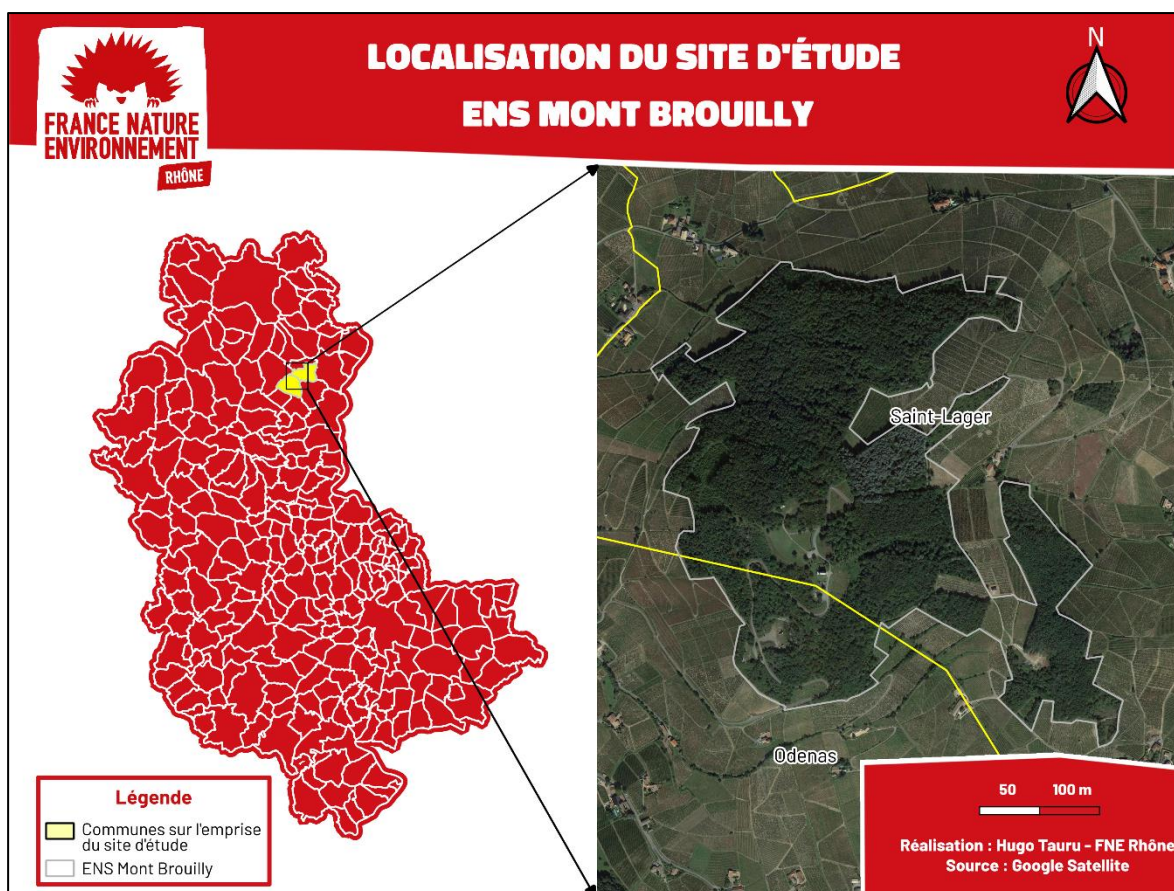 LOCALISATION DU SITE D'ÉTUDE
ENS MONT BROUILLY
N
FRANCE NATURE
ENVIRONNEMENT
RHÔNE
Saint-Lager
Odenas
Légende
Communes sur l'emprise
du site d'étude
ENS Mont Brouilly
50 100 m
Réalisation : Hugo Tauru - FNE Rhône
Source : Google Satellite